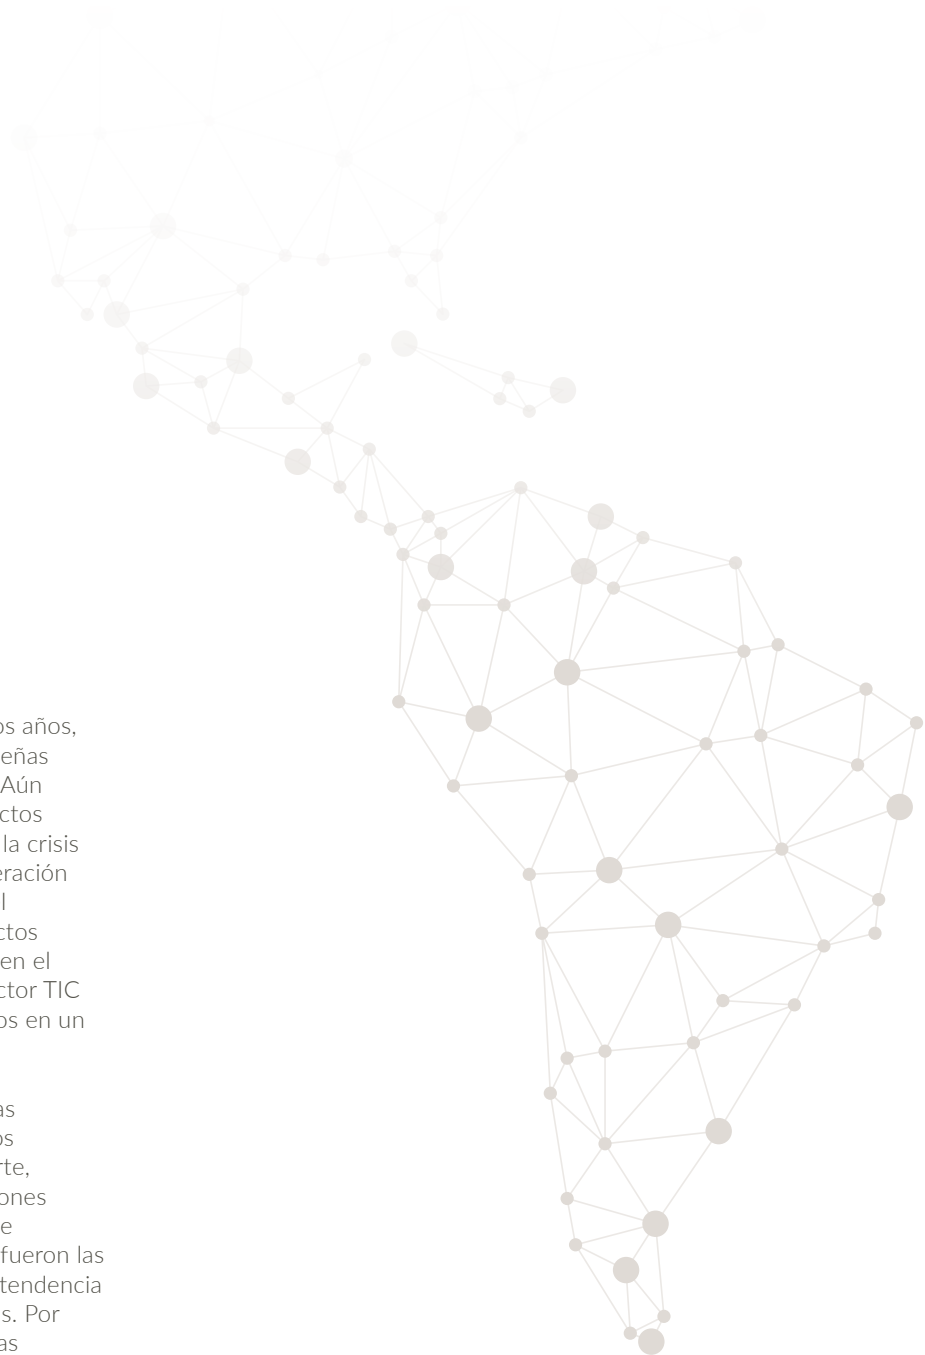 os años,
eñas
Aún
ctos
la crisis
eración
l
ctos
en el
ctor TIC
os en un
as
os
rte,
ones
e
fueron las
tendencia
s. Por
as